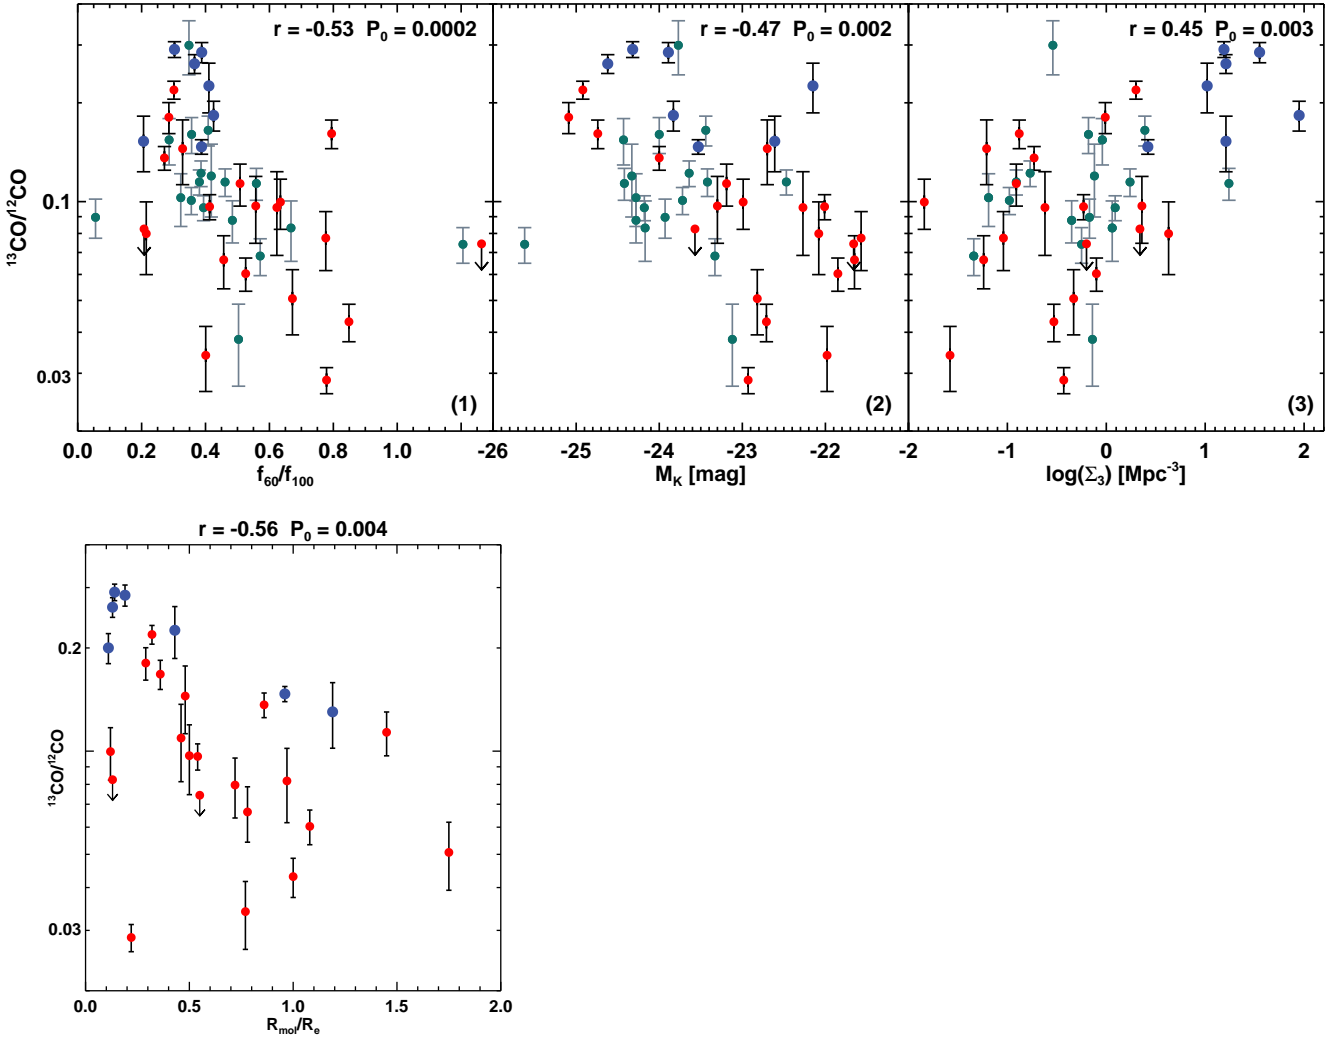 r = -0.53 P₀ = 0.0002
r = -0.47 P₀ = 0.002
r = 0.45 P₀ = 0.003
¹³CO/¹²CO
0.1
0.03
(1)
(2)
(3)
0.0 0.2 0.4 0.6 0.8 1.0
-26 -25 -24 -23 -22
-2 -1 0 1 2
f₆₀/f₁₀₀
M_K [mag]
log(Σ₃) [Mpc⁻³]
r = -0.56 P₀ = 0.004
¹³CO/¹²CO
0.2
0.03
0.0 0.5 1.0 1.5 2.0
R_mol/R_e